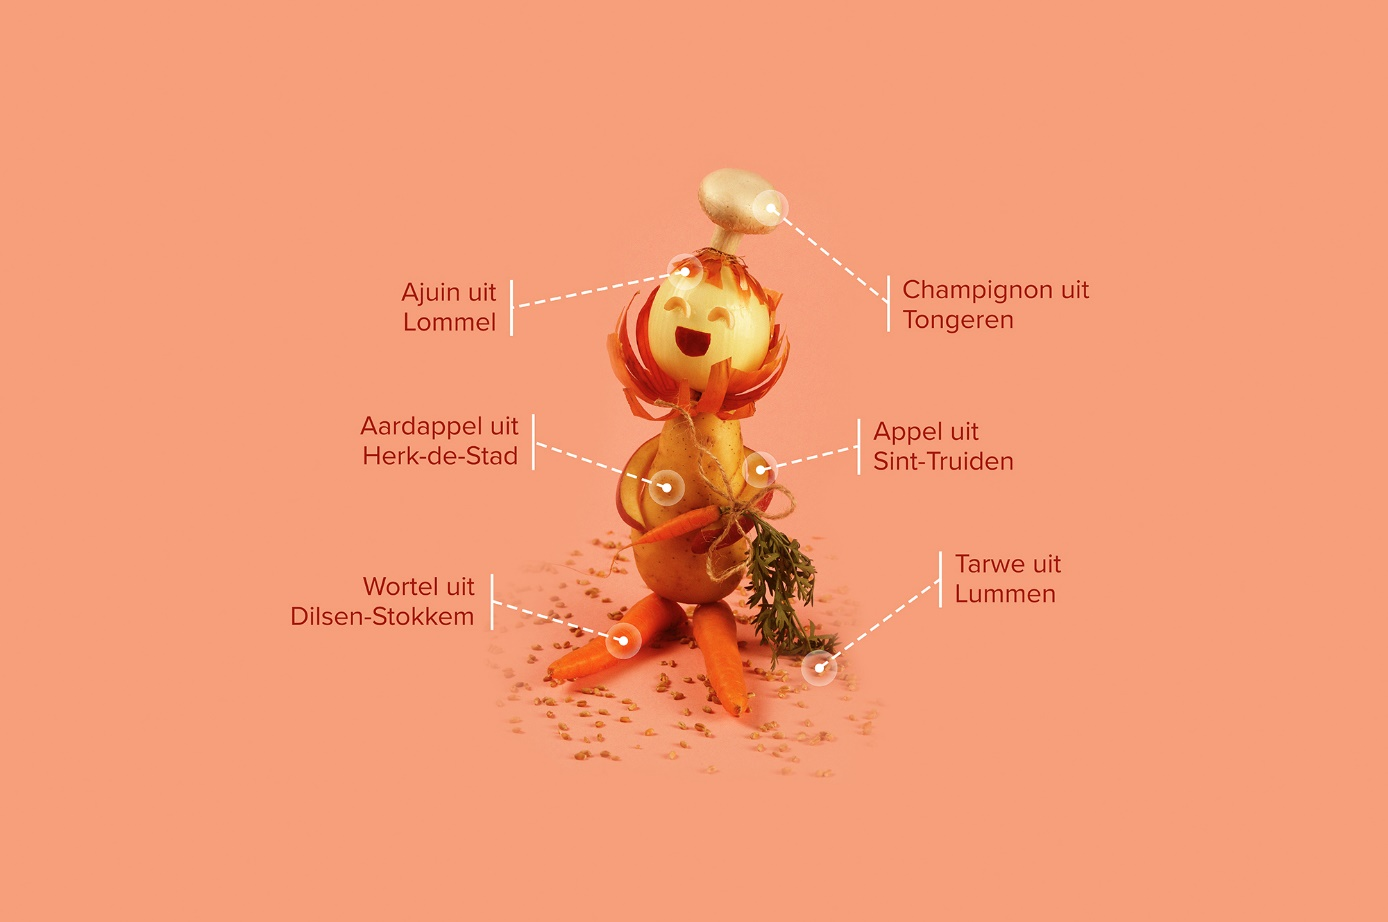 Ajuin uit
Lommel
Champignon uit
Tongeren
Aardappel uit
Herk-de-Stad
Appel uit
Sint-Truiden
Wortel uit
Dilsen-Stokkem
Tarwe uit
Lummen